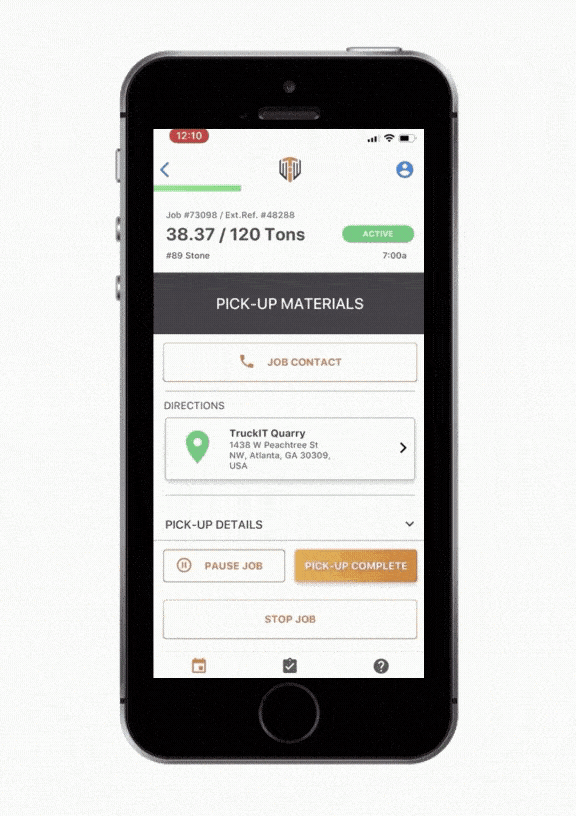 12:10
Job #73098 / Ext.Ref. #48288
38.37 / 120 Tons
ACTIVE
#89 Stone
7:00a
PICK-UP MATERIALS
JOB CONTACT
DIRECTIONS
TruckIT Quarry
1438 W Peachtree St
NW, Atlanta, GA 30309,
USA
PICK-UP DETAILS
PAUSE JOB
PICK-UP COMPLETE
STOP JOB